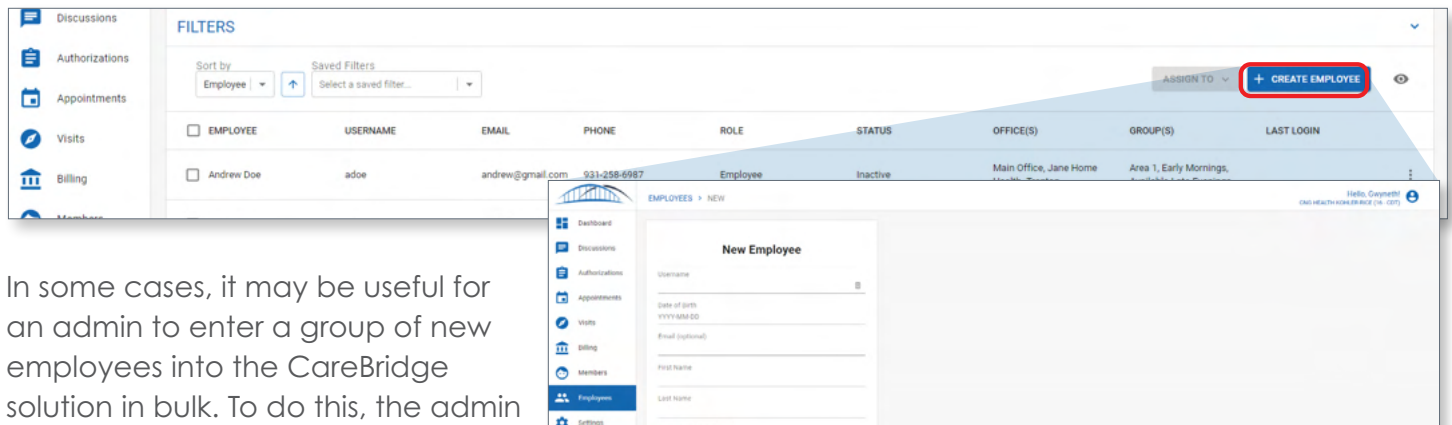 Discussions
FILTERS
Authorizations
Sort by
Saved Filters
Employee
Select a saved filter...
ASSIGN TO
+ CREATE EMPLOYEE
Appointments
EMPLOYEE USERNAME EMAIL PHONE ROLE STATUS OFFICE(S) GROUP(S) LAST LOGIN
Visits
Billing
Andrew Doe adoe andrew@gmail.com 931-258-6987 Employee Inactive Main Office, Jane Home Area 1, Early Mornings,
Members
EMPLOYEES > NEW
Hello, Gwyneth!
Dashboard
Discussions
New Employee
Authorizations
Username
Appointments
Date of Birth
YYYY-MM-DD
Visits
Email (optional)
Billing
Members
First Name
Employees
Last Name
Settings
In some cases, it may be useful for
an admin to enter a group of new
employees into the CareBridge
solution in bulk. To do this, the admin